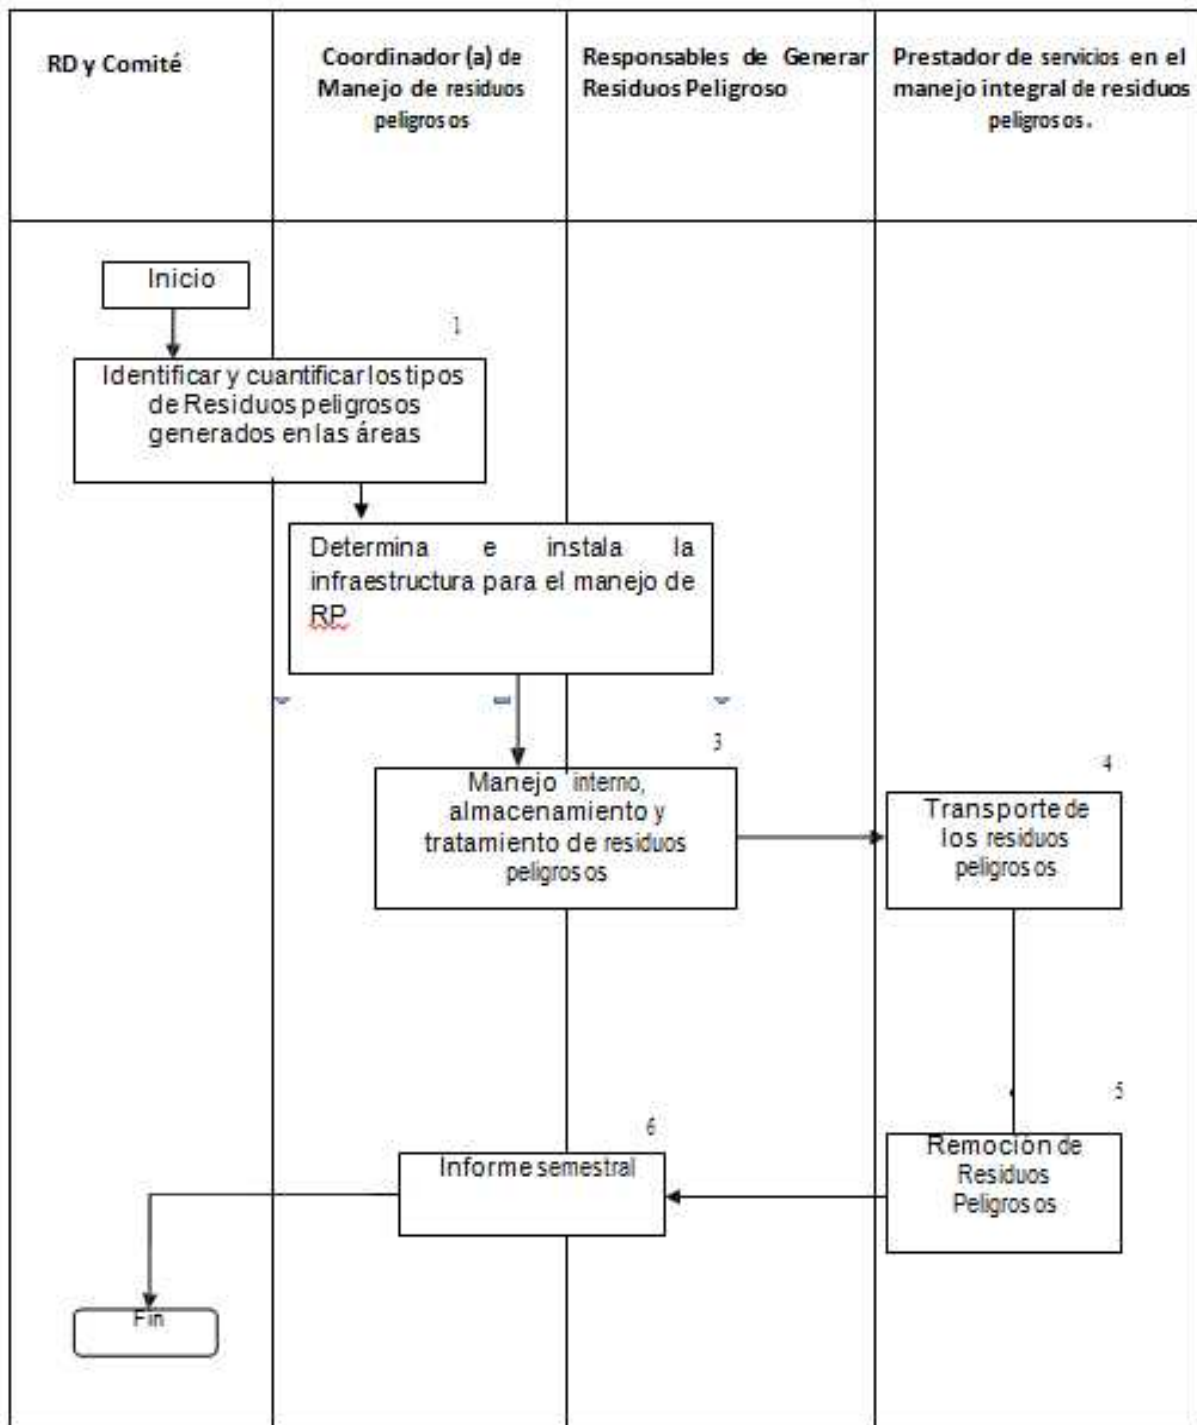 RD y Comité
Coordinador (a) de
Manejo de residuos
peligrosos
Responsables de Generar
Residuos Peligroso
Prestador de servicios en el
manejo integral de residuos
peligrosos.
Inicio
1
Identificar y cuantificar los tipos
de Residuos peligrosos
generados en las áreas
Determina e instala la
infraestructura para el manejo de
RP
3
Manejo interno,
almacenamiento y
tratamiento de residuos
peligrosos
4
Transporte de
los residuos
peligrosos
5
Remoción de
Residuos
Peligrosos
6
Informe semestral
Fin